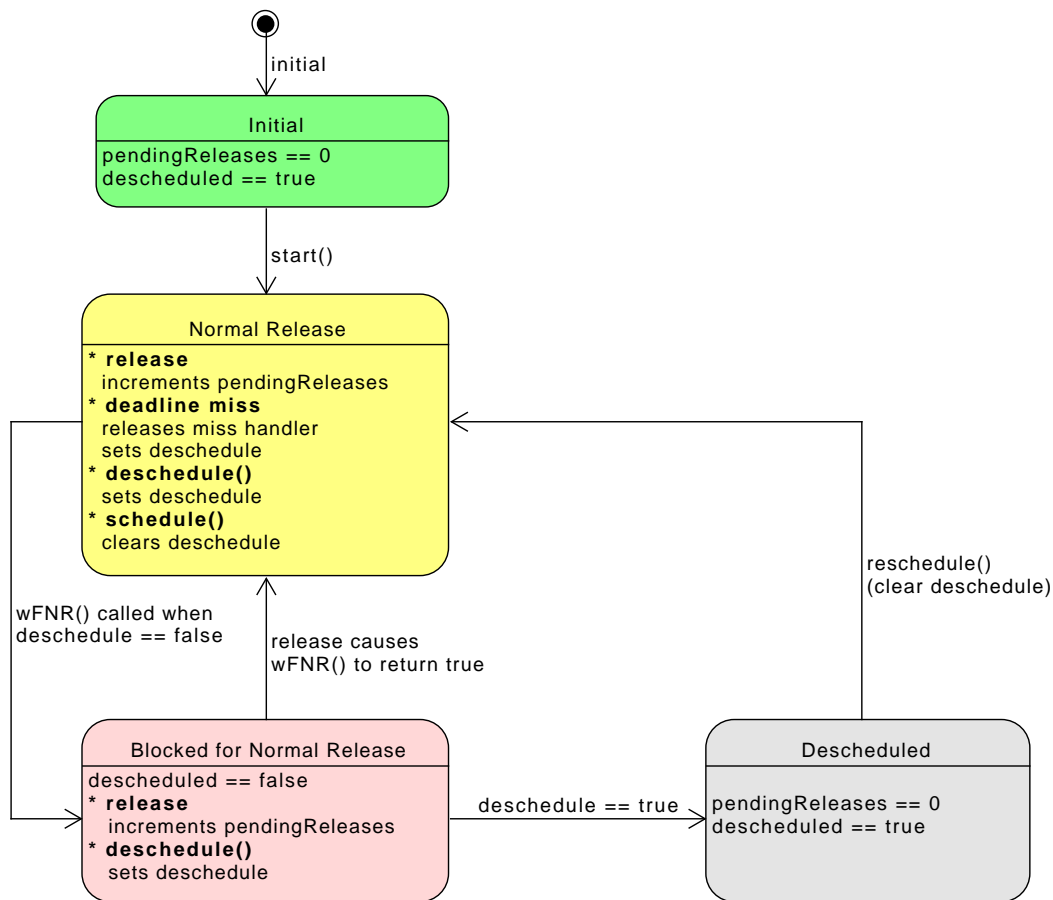 initial
Initial
pendingReleases == 0
descheduled == true
start()
Normal Release
* release
increments pendingReleases
* deadline miss
releases miss handler
sets deschedule
* deschedule()
sets deschedule
* schedule()
clears deschedule
reschedule()
(clear deschedule)
wFNR() called when
deschedule == false
release causes
wFNR() to return true
Blocked for Normal Release
descheduled == false
* release
increments pendingReleases
* deschedule()
sets deschedule
deschedule == true
Descheduled
pendingReleases == 0
descheduled == true